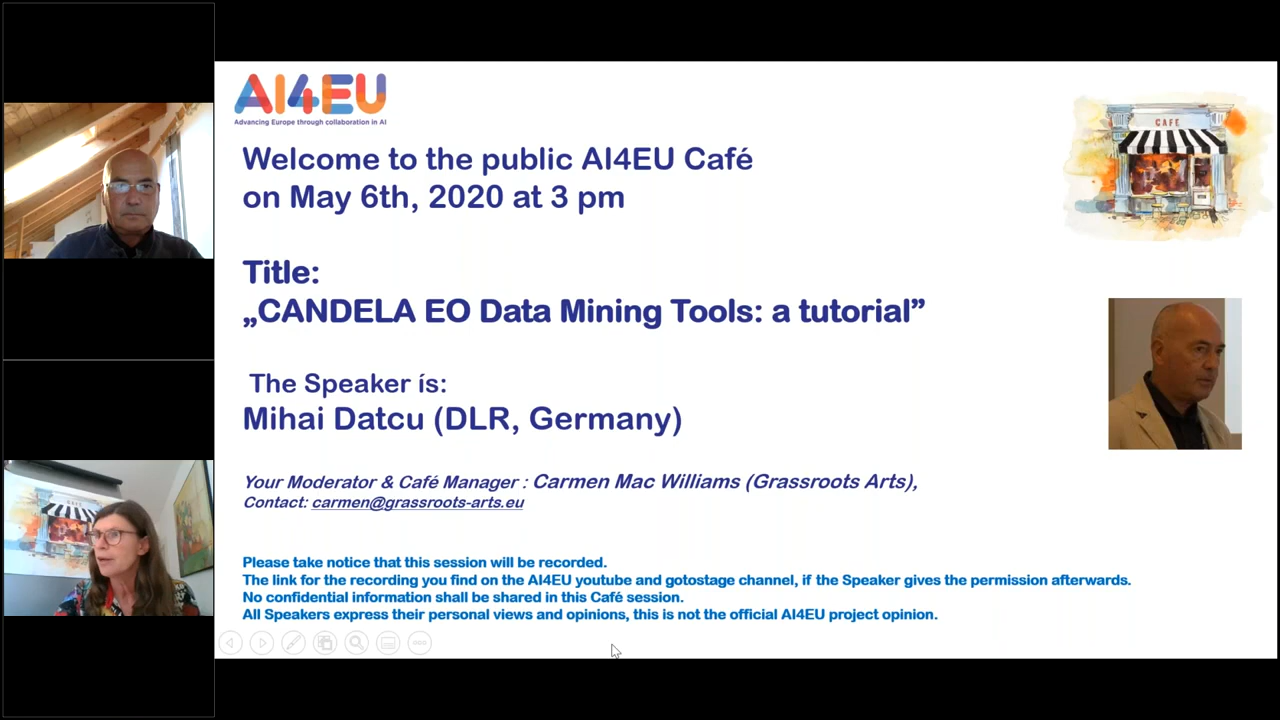 AI4EU
Advancing Europe through collaboration in AI
CAFE
Welcome to the public AI4EU Café
on May 6th, 2020 at 3 pm
Title:
„CANDELA EO Data Mining Tools: a tutorial”
The Speaker ís:
Mihai Datcu (DLR, Germany)
Your Moderator & Café Manager : Carmen Mac Williams (Grassroots Arts),
Contact: carmen@grassroots-arts.eu
Please take notice that this session will be recorded.
The link for the recording you find on the AI4EU youtube and gotostage channel, if the Speaker gives the permission afterwards.
No confidential information shall be shared in this Café session.
All Speakers express their personal views and opinions, this is not the official AI4EU project opinion.
CAFE